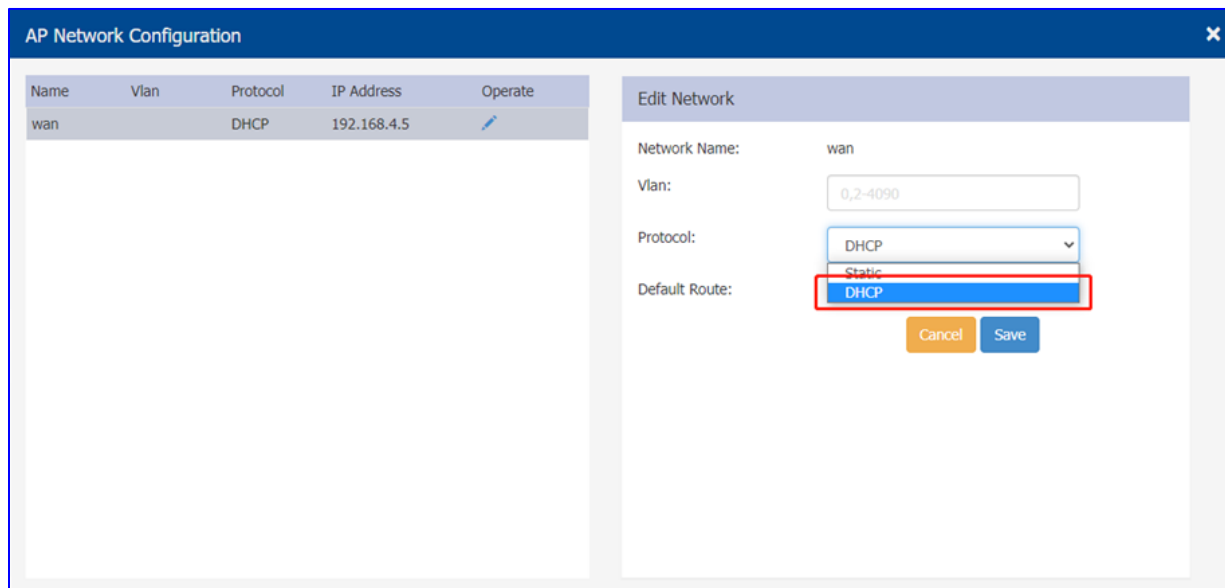 AP Network Configuration
Name Vlan Protocol IP Address Operate
wan DHCP 192.168.4.5
Edit Network
Network Name: wan
Vlan: 0,2-4090
Protocol: DHCP
Static
Default Route: DHCP
Cancel Save